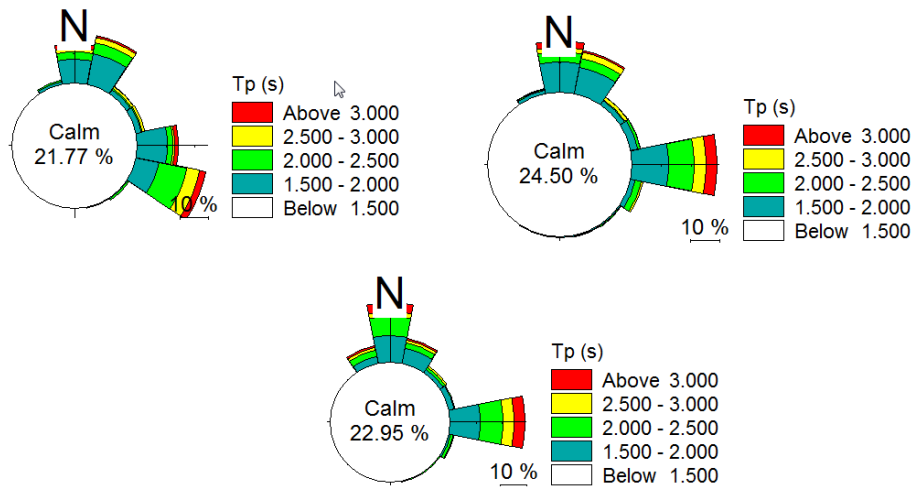 N
Calm
21.77 %
10 %
Tp (s)
Above 3.000
2.500 - 3.000
2.000 - 2.500
1.500 - 2.000
Below 1.500
N
Calm
24.50 %
10 %
Tp (s)
Above 3.000
2.500 - 3.000
2.000 - 2.500
1.500 - 2.000
Below 1.500
N
Calm
22.95 %
10 %
Tp (s)
Above 3.000
2.500 - 3.000
2.000 - 2.500
1.500 - 2.000
Below 1.500